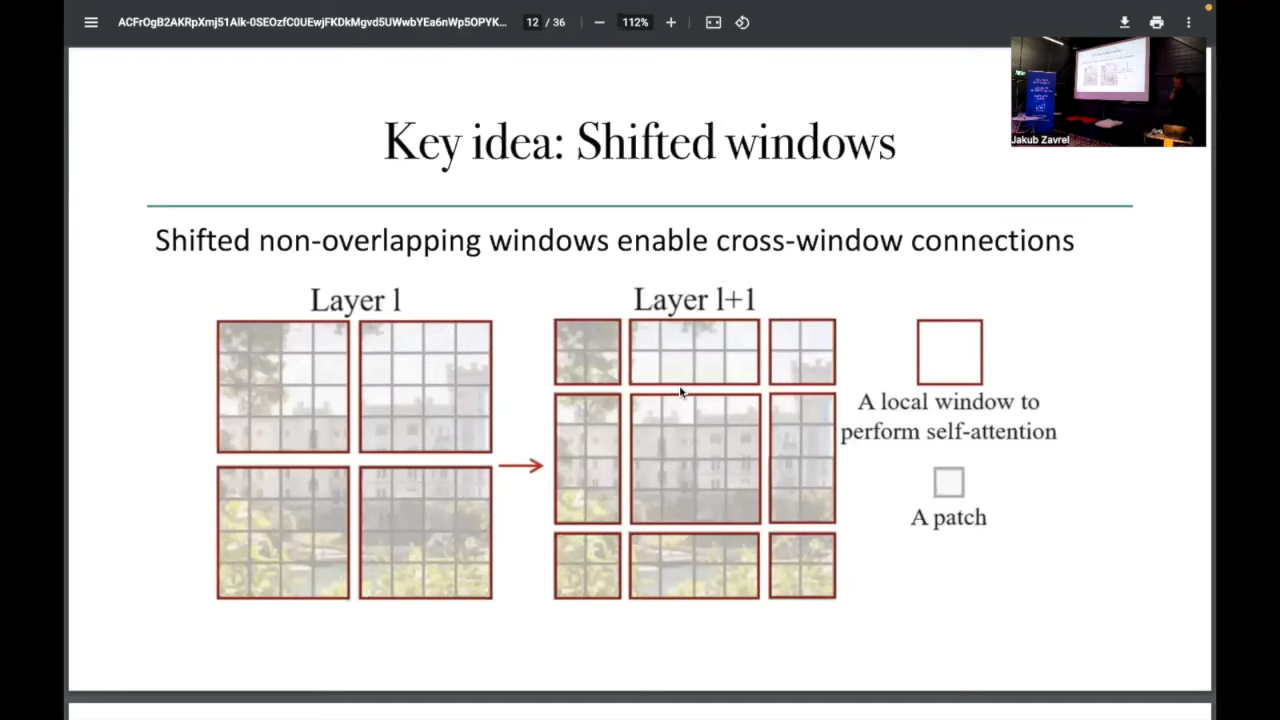 ACFrOgB2AKRpXmj51AIk-0SEOzfC0UEwjFKDkMgvd5UWwbYEa6nWp5OPYK...
12 / 36
112%
Jakub Zavrel
Key idea: Shifted windows
Shifted non-overlapping windows enable cross-window connections
Layer l
Layer l+1
A local window to
perform self-attention
A patch